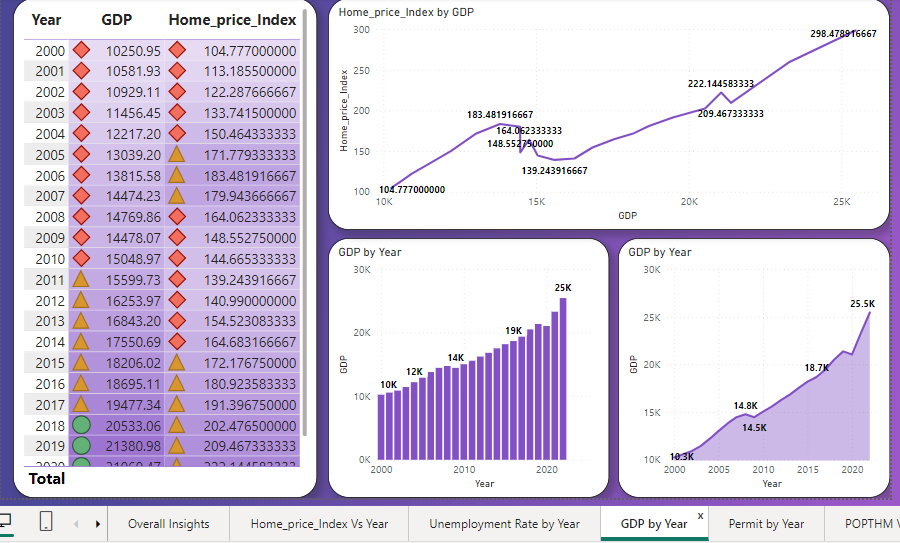 Year GDP Home_price_Index
2000 10250.95 104.777000000
2001 10581.93 113.185500000
2002 10929.11 122.287666667
2003 11456.45 133.741500000
2004 12217.20 150.464333333
2005 13039.20 171.779333333
2006 13815.58 183.481916667
2007 14474.23 179.943666667
2008 14769.86 164.062333333
2009 14478.07 148.552750000
2010 15048.97 144.665333333
2011 15599.73 139.243916667
2012 16253.97 140.990000000
2013 16843.20 154.523083333
2014 17550.69 164.683166667
2015 18206.02 172.176750000
2016 18695.11 180.923583333
2017 19477.34 191.396750000
2018 20533.06 202.476500000
2019 21380.98 209.467333333
Total
Home_price_Index by GDP
Home_price_Index
300
250
200
150
100
298.478916667
222.144583333
209.467333333
183.481916667
164.062333333
148.552750000
139.243916667
104.777000000
10K 15K 20K 25K
GDP
GDP by Year
GDP
30K
20K
10K
0K
10K 12K 14K 19K 25K
2000 2010 2020
Year
GDP by Year
GDP
30K
25K
20K
15K
10K
10.3K 14.8K 14.5K 18.7K 25.5K
2000 2005 2010 2015 2020
Year
Overall Insights Home_price_Index Vs Year Unemployment Rate by Year GDP by Year x Permit by Year POPTHM